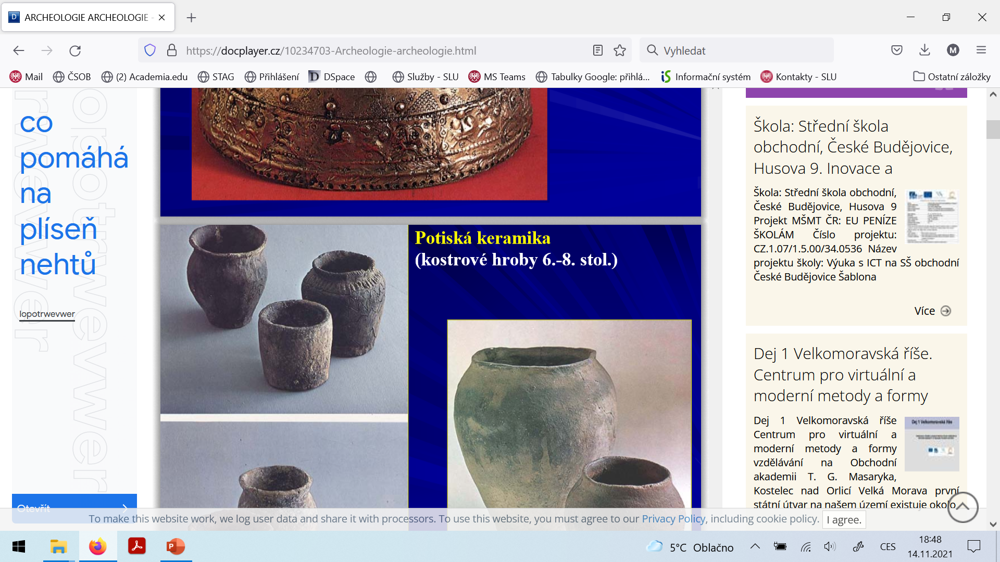 ARCHEOLOGIE ARCHEOLOGIE -
https://docplayer.cz/10234703-Archeologie-archeologie.html
Vyhledat
M
Mail
ČSOB
(2) Academia.edu
STAG
Přihlášení
DSpace
Služby - SLU
MS Teams
Tabulky Google: přihlá...
Informační systém
Kontakty - SLU
Ostatní záložky
co
pomáhá
na
plíseň
nehtů
lopotrwevwer
Otevřít
Potiská keramika
(kostrové hroby 6.-8. stol.)
Škola: Střední škola
obchodní, České Budějovice,
Husova 9. Inovace a
Škola: Střední škola obchodní,
České Budějovice, Husova 9
Projekt MŠMT ČR: EU PENÍZE
ŠKOLÁM Číslo projektu:
CZ.1.07/1.5.00/34.0536 Název
projektu školy: Výuka s ICT na SŠ obchodní
České Budějovice Šablona
Více
Dej 1 Velkomoravská říše.
Centrum pro virtuální a
moderní metody a formy
Dej 1 Velkomoravská říše
Centrum pro virtuální a
moderní metody a formy
vzdělávání na Obchodní
akademii T. G. Masaryka,
Kostelec nad Orlicí Velká Morava první
státní útvar na našem území existuje okolo
Dej 1 Velkomoravská říše
To make this website work, we log user data and share it with processors. To use this website, you must agree to our Privacy Policy, including cookie policy.
I agree.
5°C Oblačno
CES
18:48
14.11.2021